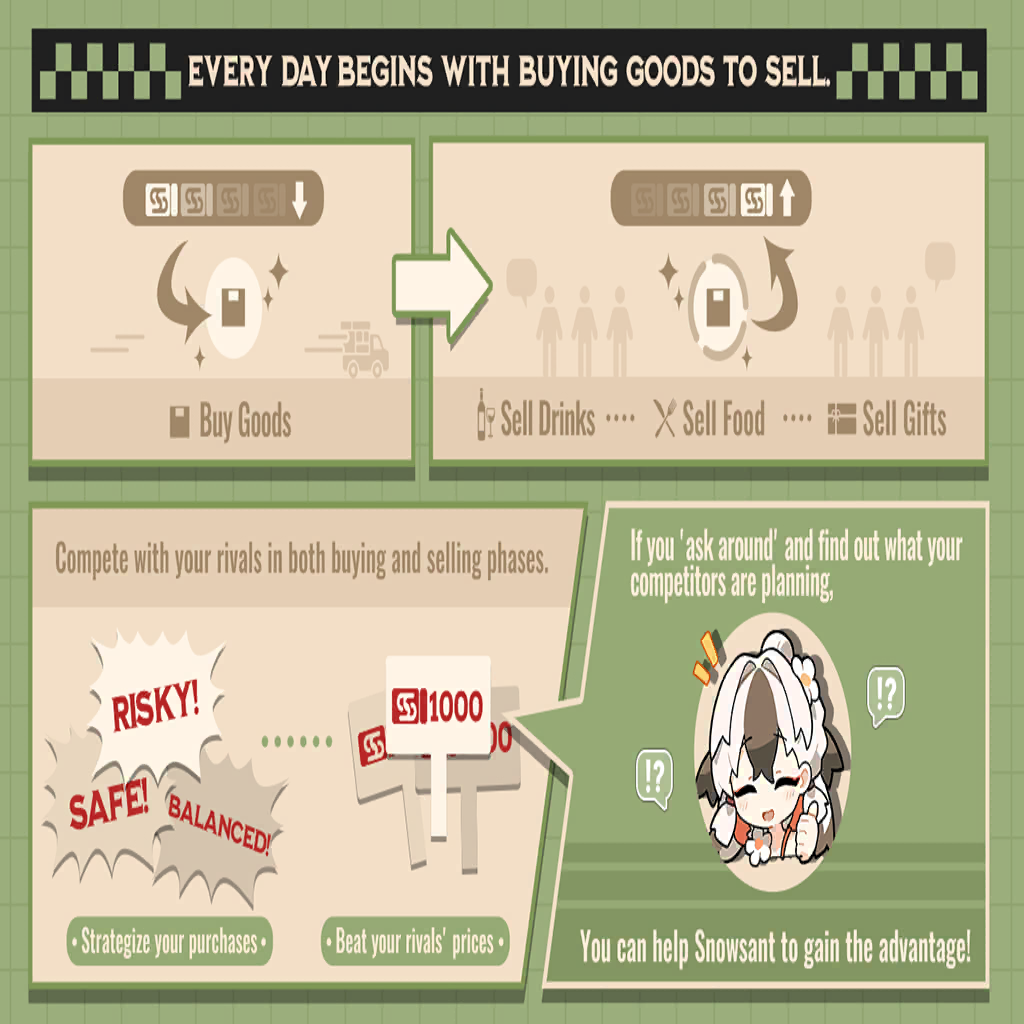 EVERY DAY BEGINS WITH BUYING GOODS TO SELL.
Buy Goods
Sell Drinks
Sell Food
Sell Gifts
Compete with your rivals in both buying and selling phases.
RISKY!
SAFE!
BALANCED!
1000
00
• Strategize your purchases •
• Beat your rivals' prices •
If you 'ask around' and find out what your
competitors are planning,
!?
!?
You can help Snowsant to gain the advantage!